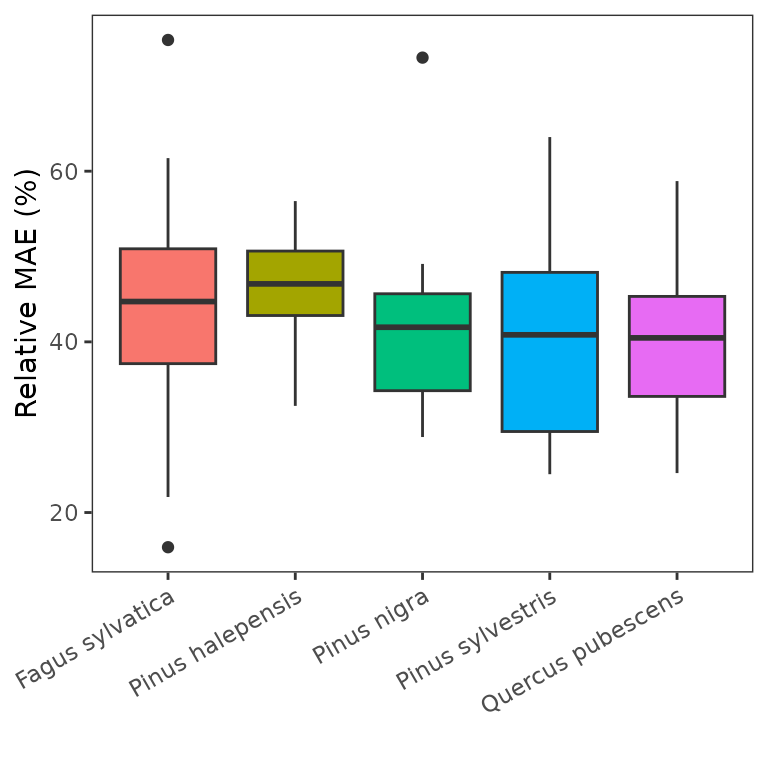 Relative MAE (%)
60
40
20
Fagus sylvatica
Pinus halepensis
Pinus nigra
Pinus sylvestris
Quercus pubescens